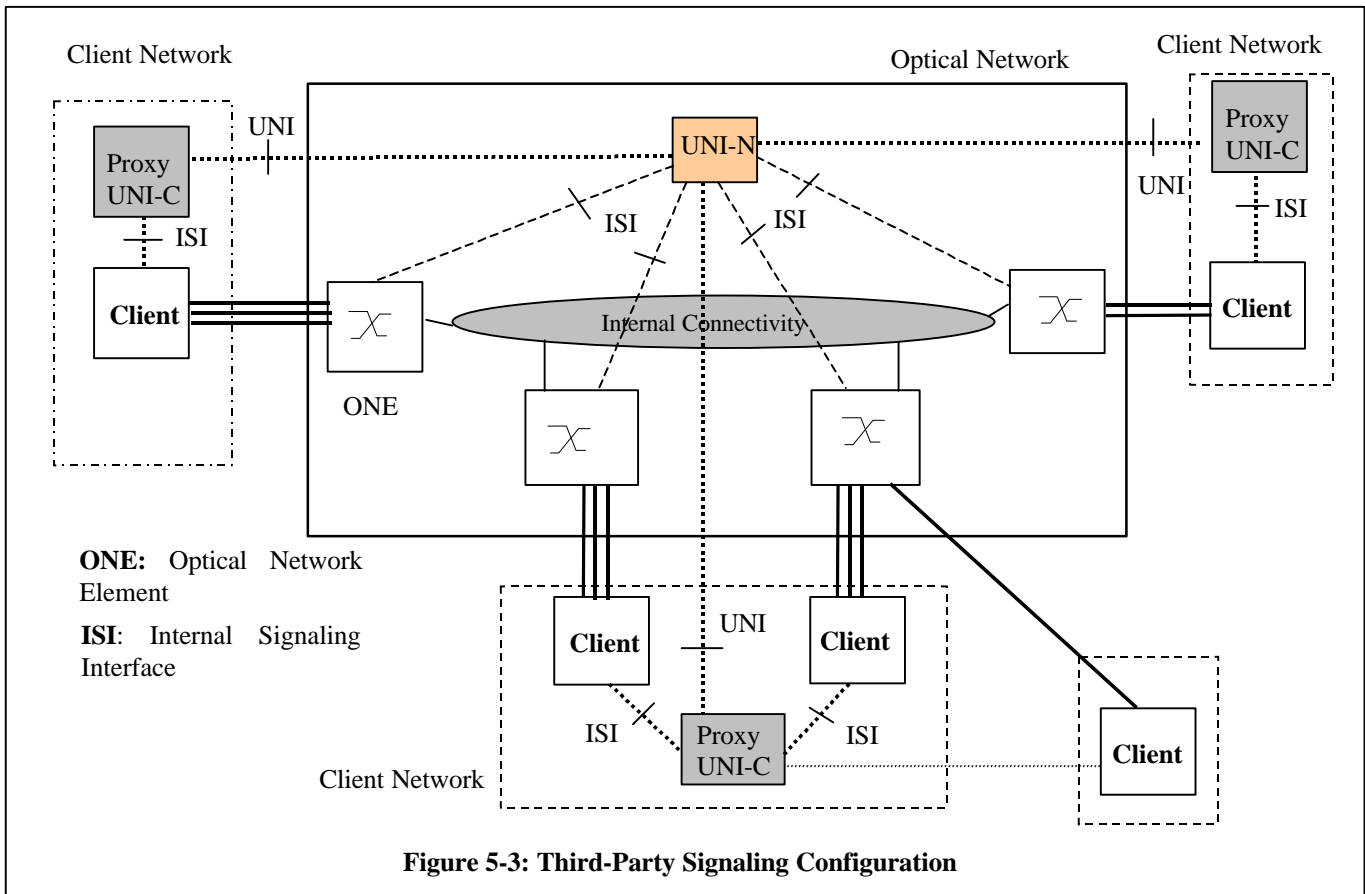 Client Network
Optical Network
Client Network
UNI
UNI-N
Proxy
UNI-C
Proxy
UNI-C
UNI
ISI
ISI
ISI
ISI
Client
Internal Connectivity
Client
ONE
ONE: Optical Network
Element
ISI: Internal Signaling
Interface
Client
UNI
Client
ISI
Proxy
UNI-C
ISI
Client
Client Network
Figure 5-3: Third-Party Signaling Configuration